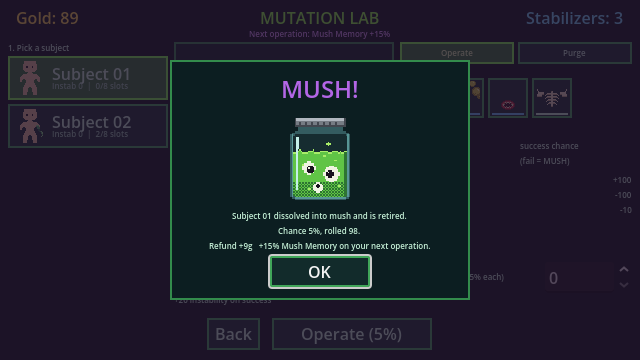 Gold: 89
MUTATION LAB
Stabilizers: 3
Next operation: Mush Memory +15%
1. Pick a subject
Operate
Purge
Subject 01
Instab 0 | 0/8 slots
Subject 02
Instab 0 | 2/8 slots
MUSH!
success chance
(fail = MUSH)
+100
-100
-10
Subject 01 dissolved into mush and is retired.
Chance 5%, rolled 98.
Refund +9g +15% Mush Memory on your next operation.
OK
5% each)
0
instability on success
Back
Operate (5%)